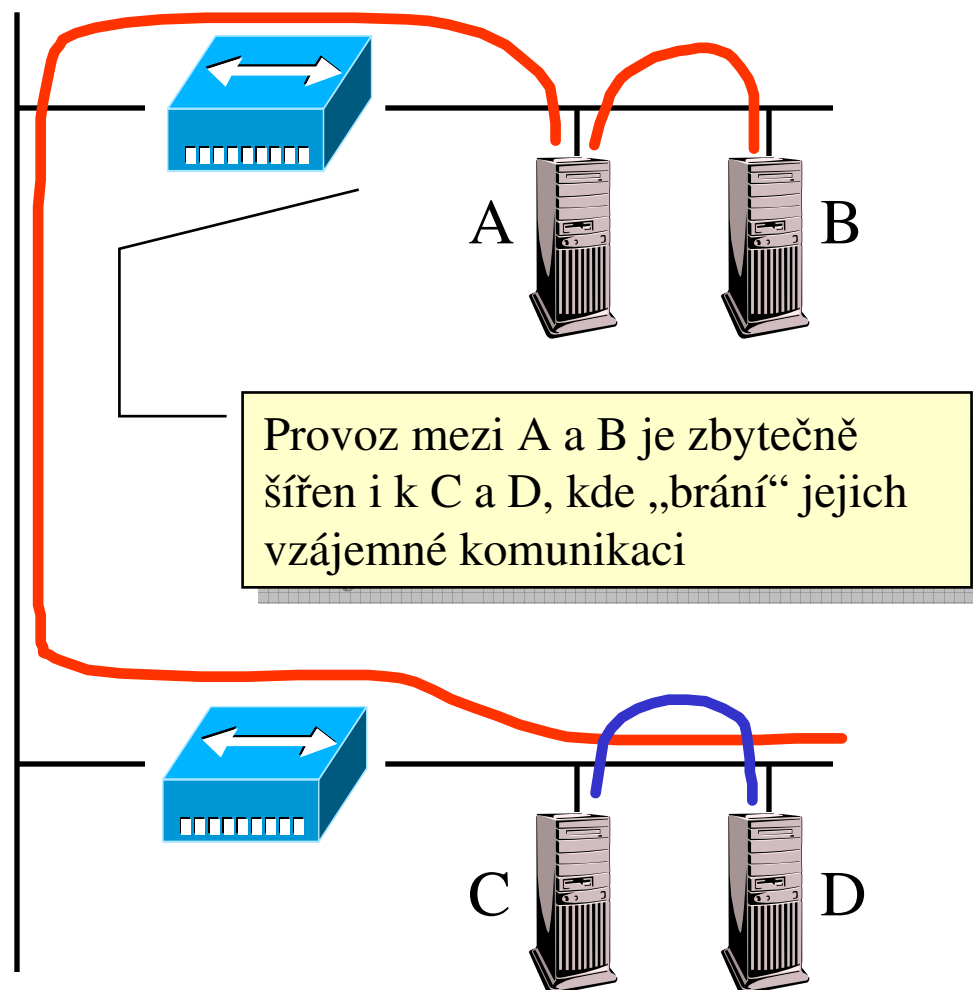 A
B
Provoz mezi A a B je zbytečně
šířen i k C a D, kde „brání“ jejich
vzájemné komunikaci
C
D